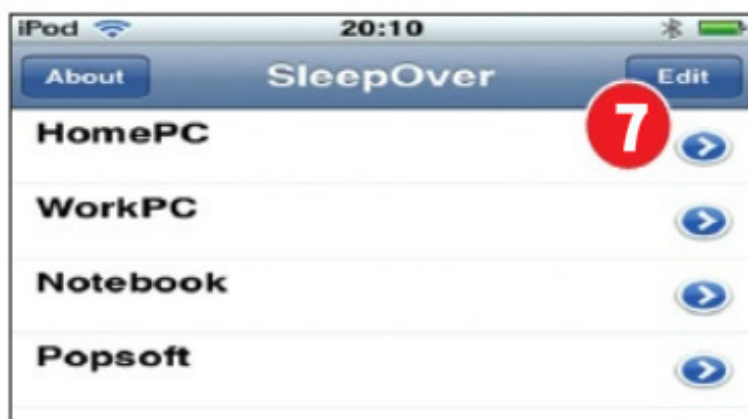 iPod 20:10
About SleepOver Edit
7
HomePC
WorkPC
Notebook
Popsoft